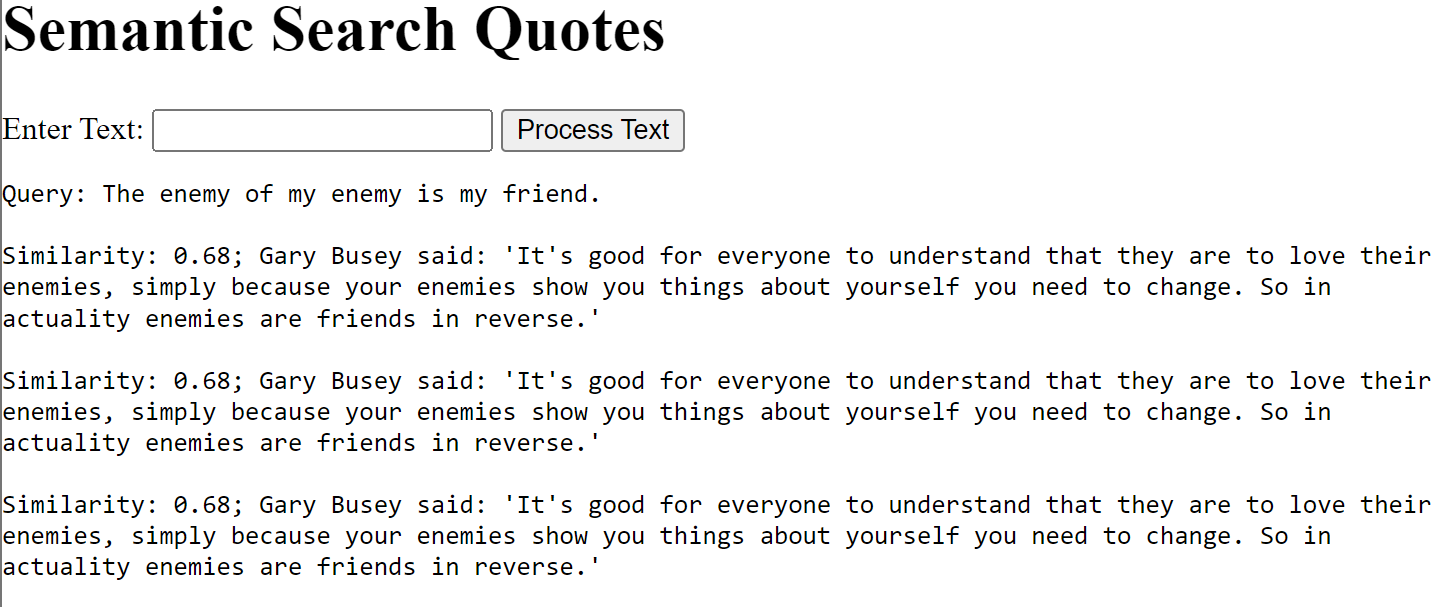 Semantic Search Quotes
Enter Text:
Process Text
Query: The enemy of my enemy is my friend.
Similarity: 0.68; Gary Busey said: 'It's good for everyone to understand that they are to love their
enemies, simply because your enemies show you things about yourself you need to change. So in
actuality enemies are friends in reverse.'
Similarity: 0.68; Gary Busey said: 'It's good for everyone to understand that they are to love their
enemies, simply because your enemies show you things about yourself you need to change. So in
actuality enemies are friends in reverse.'
Similarity: 0.68; Gary Busey said: 'It's good for everyone to understand that they are to love their
enemies, simply because your enemies show you things about yourself you need to change. So in
actuality enemies are friends in reverse.'